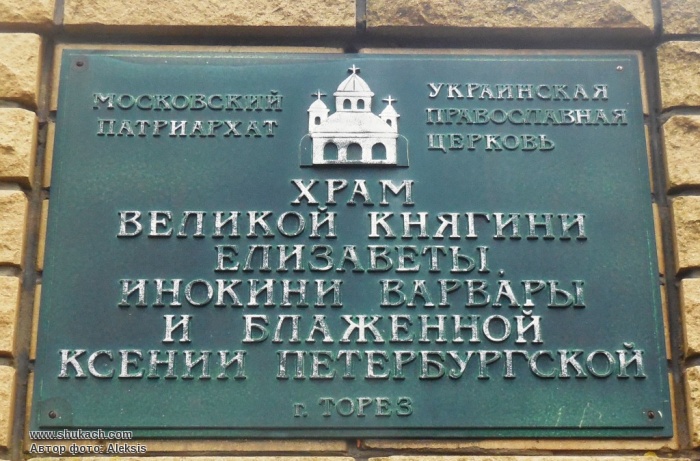 МОСКОВСКИЙ
ПАТРИАРХАТ
УКРАИНСКАЯ
ПРАВОСЛАВНАЯ
ЦЕРКОВЬ
ХРАМ
ВЕЛИКОЙ КНЯГИНИ
ЕЛИЗАВЕТЫ,
ИНОКИНИ ВАРВАРЫ
И БЛАЖЕННОЙ
КСЕНИИ ПЕТЕРБУРГСКОЙ
г. ТОРЕЗ
www.shukach.com
Автор фото: Aleksis